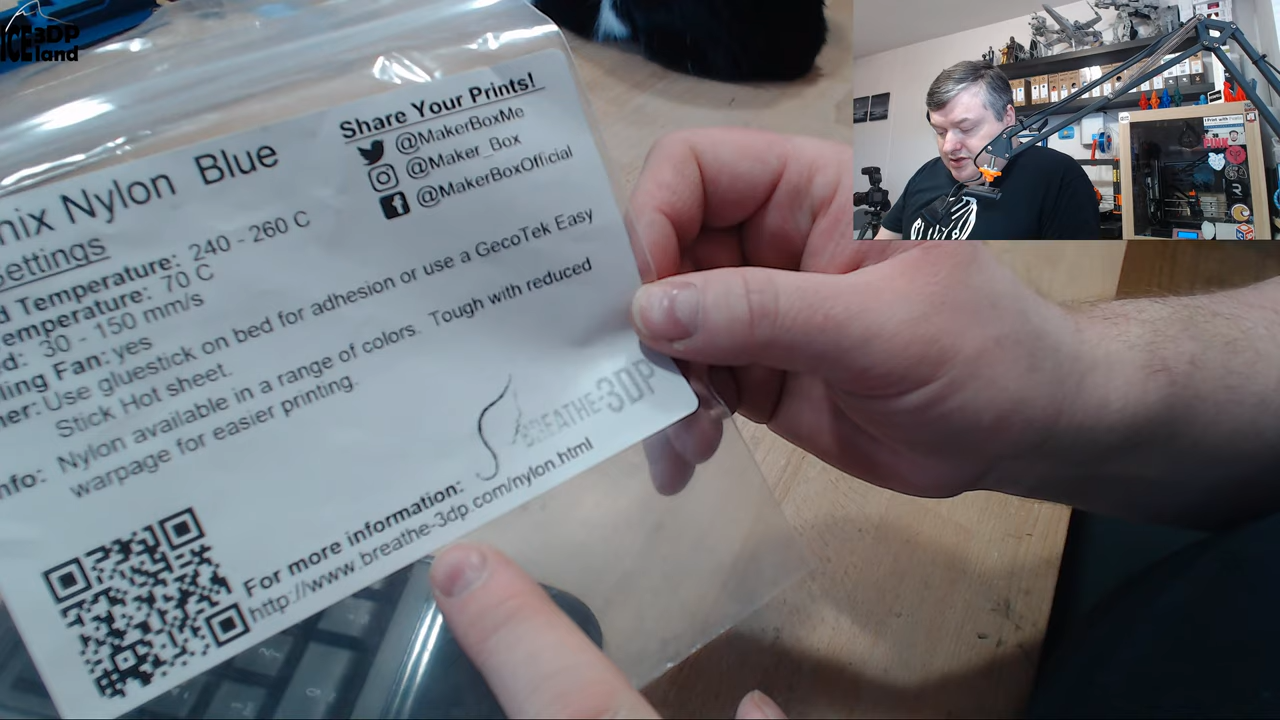 ICE 3DP
land
nix Nylon Blue
Settings
d Temperature: 240 - 260 C
emperature: 70 C
d: 30 - 150 mm/s
ling Fan: yes
her: Use gluestick on bed for adhesion or use a GecoTek Easy
Stick Hot sheet.
nfo: Nylon available in a range of colors. Tough with reduced
warpage for easier printing.
Share Your Prints!
@MakerBoxMe
@Maker_Box
@MakerBoxOfficial
BREATHE-3DP
For more information:
http://www.breathe-3dp.com/nylon.html